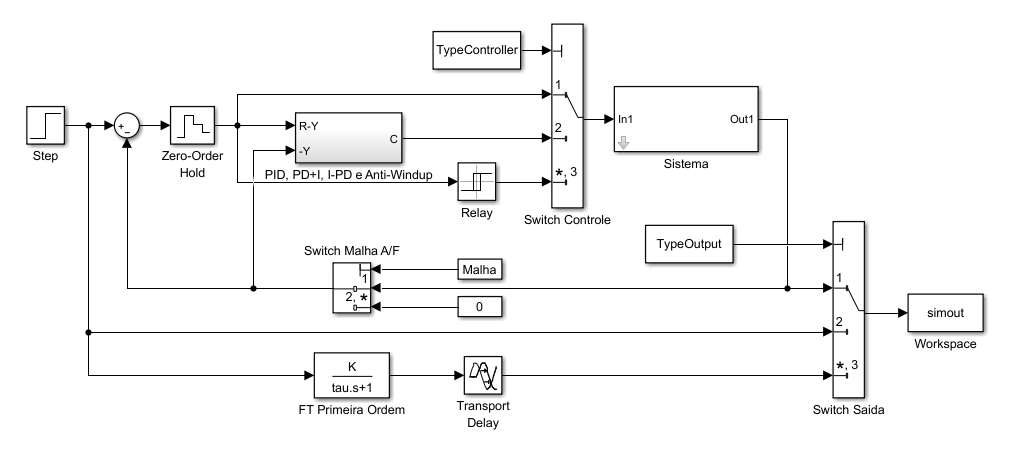 TypeController
1
2
*, 3
Switch Controle
Step
+
−
Zero-Order
Hold
R-Y
-Y
C
PID, PD+I, I-PD e Anti-Windup
Relay
In1
Out1
Sistema
TypeOutput
Switch Malha A/F
1
2, *
Malha
0
1
2
*, 3
Switch Saida
simout
Workspace
K
tau.s+1
FT Primeira Ordem
Transport
Delay